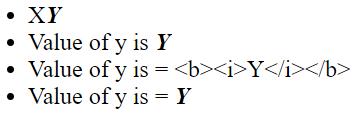 • X𝒀
• Value of y is 𝒀
• Value of y is = <b><i>Y</i></b>
• Value of y is = 𝒀